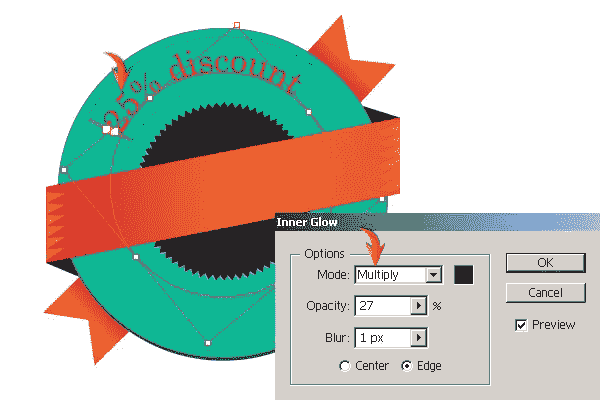 25% discount
Inner Glow
Options
Mode: Multiply
OK
Opacity: 27 %
Cancel
Blur: 1 px
Preview
Center Edge